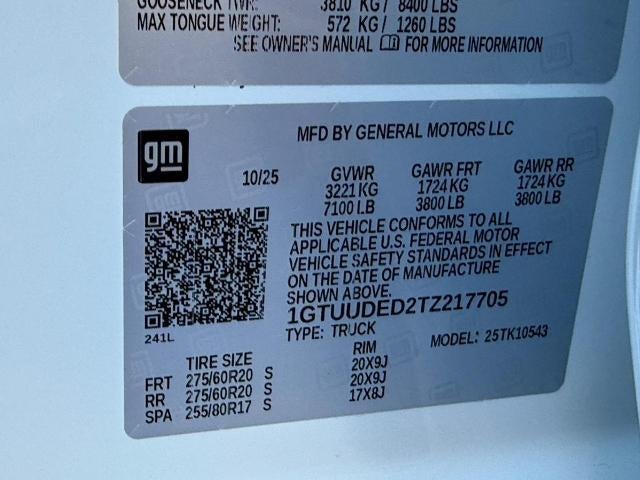 GOOSENECK TWR: 3810 KG / 8400 LBS
MAX TONGUE WEIGHT: 572 KG / 1260 LBS
SEE OWNER'S MANUAL FOR MORE INFORMATION
gm
MFD BY GENERAL MOTORS LLC
10/25 GVWR GAWR FRT GAWR RR
3221 KG 1724 KG 1724 KG
7100 LB 3800 LB 3800 LB
THIS VEHICLE CONFORMS TO ALL
APPLICABLE U.S. FEDERAL MOTOR
VEHICLE SAFETY STANDARDS IN EFFECT
ON THE DATE OF MANUFACTURE
SHOWN ABOVE.
1GTUUDED2TZ217705
TYPE: TRUCK MODEL: 25TK10543
241L
TIRE SIZE RIM
FRT 275/60R20 S 20X9J
RR 275/60R20 S 20X9J
SPA 255/80R17 S 17X8J